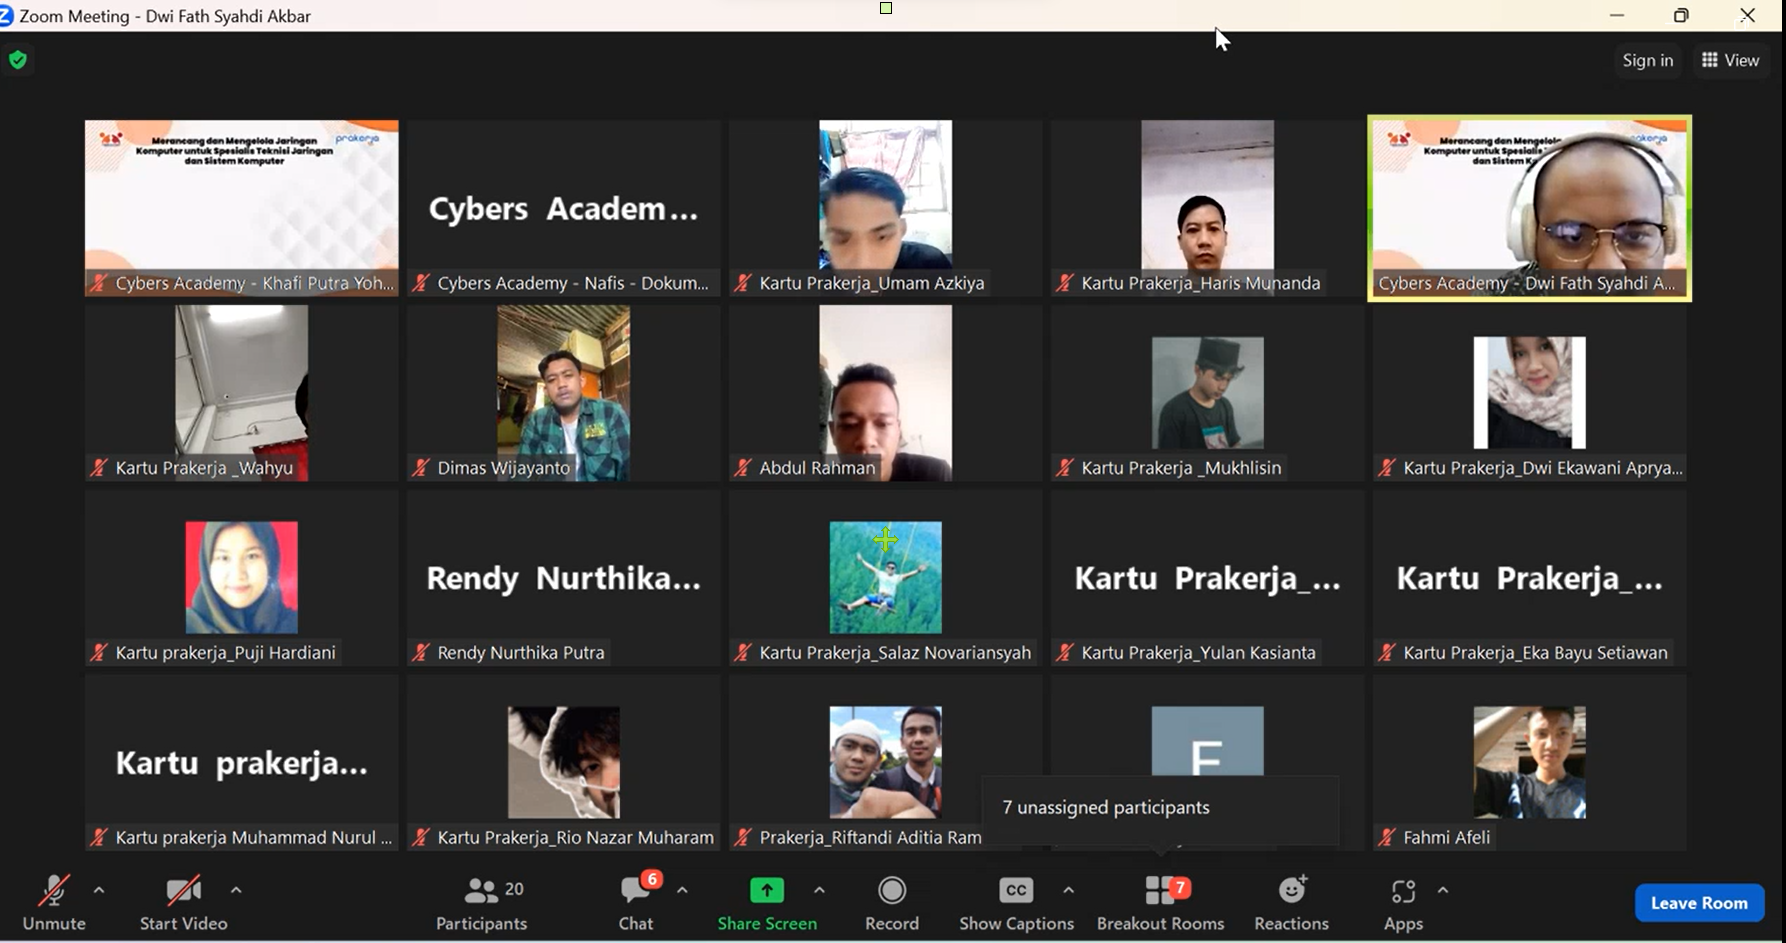 Zoom Meeting - Dwi Fath Syahdi Akbar
Sign in
View
Merancang dan Mengelola Jaringan
Komputer untuk Spesialis Teknisi Jaringan
dan Sistem Komputer
prakerja
Cybers Academy - Khafi Putra Yoh...
Cybers Academ...
Cybers Academy - Nafis - Dokum...
Kartu Prakerja_Umam Azkiya
Kartu Prakerja_Haris Munanda
Merancang dan Mengelola
Komputer untuk Spesialis
dan Sistem K
Cybers Academy - Dwi Fath Syahdi A...
Kartu Prakerja _Wahyu
Dimas Wijayanto
Abdul Rahman
Kartu Prakerja _Mukhlisin
Kartu Prakerja_Dwi Ekawani Aprya...
Kartu prakerja_Puji Hardiani
Rendy Nurthika...
Rendy Nurthika Putra
Kartu Prakerja_Salaz Novariansyah
Kartu Prakerja_...
Kartu Prakerja_Yulan Kasianta
Kartu Prakerja_...
Kartu Prakerja_Eka Bayu Setiawan
Kartu prakerja...
Kartu prakerja Muhammad Nurul ...
Kartu Prakerja_Rio Nazar Muharam
Prakerja_Riftandi Aditia Ram
7 unassigned participants
Fahmi Afeli
Unmute
Start Video
20
Participants
6
Chat
Share Screen
Record
CC
Show Captions
7
Breakout Rooms
Reactions
Apps
Leave Room